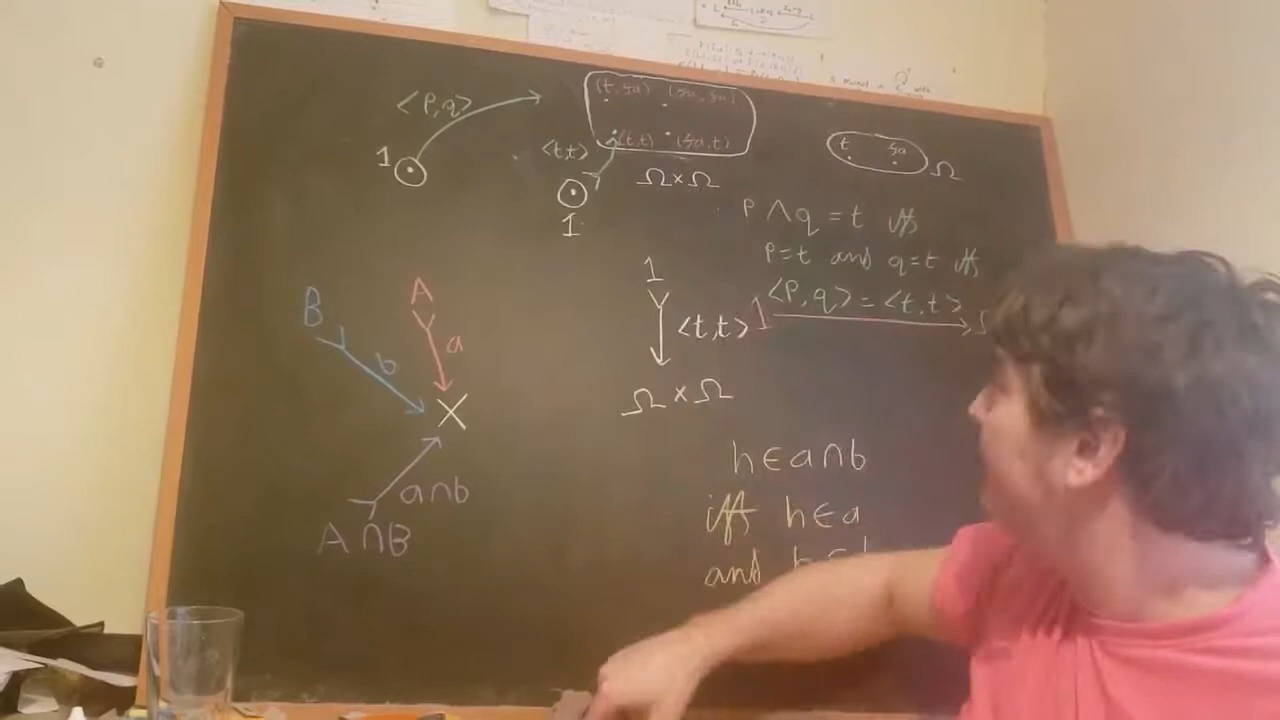 <p,q>
1
(t,fa) (fa,fa)
(t,t) (fa,t)
<t,t>
1
Ω×Ω
t fa
Ω
p ∧ q = t iff
p=t and q=t iff
<p,q> = <t,t>
1
1
<t,t>
Ω × Ω
B
b
A
a
X
a∩b
A∩B
h∈a∩b
iff h∈a
and